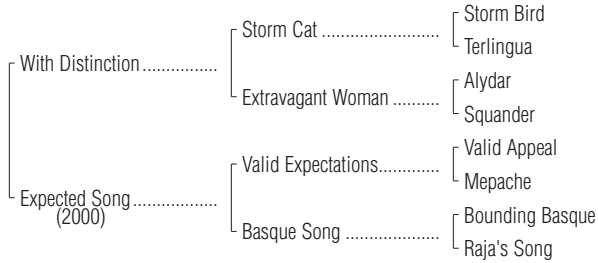 Storm Bird
Storm Cat ........................
Terlingua
With Distinction...............
Alydar
Extravagant Woman ..........
Squander
Valid Appeal
Valid Expectations.............
Mepache
Expected Song.................
(2000)
Bounding Basque
Basque Song ...................
Raja's Song